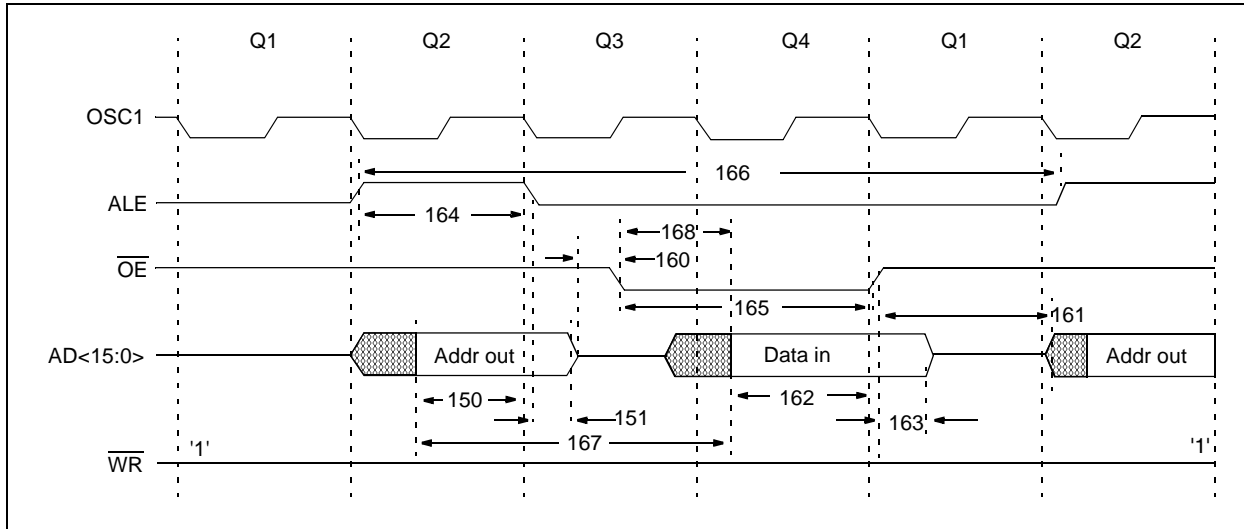 Q1 Q2 Q3 Q4 Q1 Q2
OSC1
166
ALE
164
168
160
OE
165
161
AD<15:0> Addr out Data in Addr out
150 162
151 163
167
'1' '1'
WR